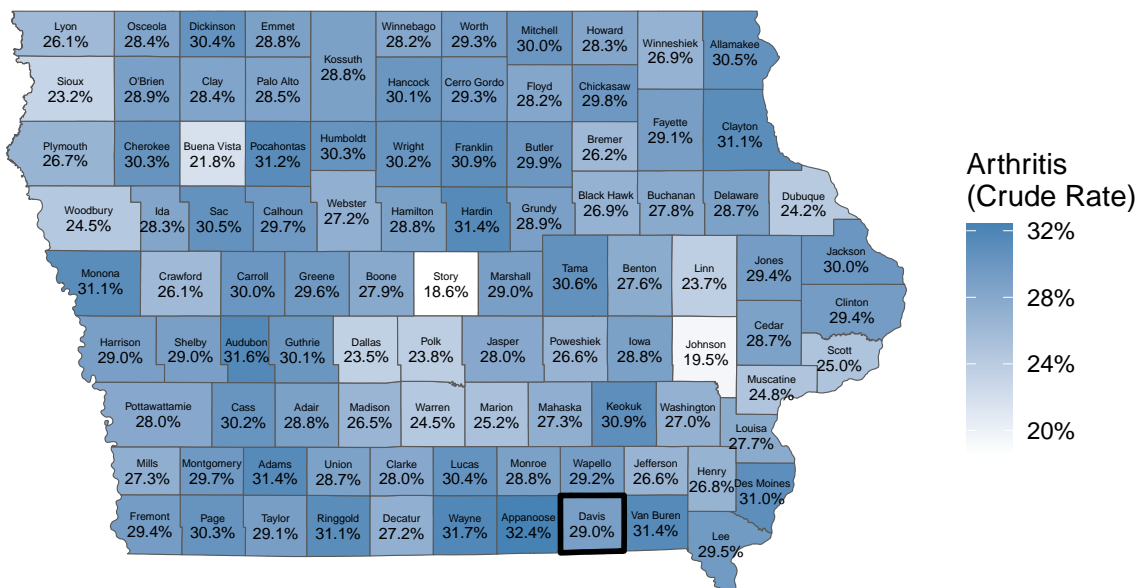 Lyon
26.1%
Osceola
28.4%
Dickinson
30.4%
Emmet
28.8%
Winnebago
28.2%
Worth
29.3%
Mitchell
30.0%
Howard
28.3%
Winneshiek
26.9%
Allamakee
30.5%
Kossuth
28.8%
Sioux
23.2%
O'Brien
28.9%
Clay
28.4%
Palo Alto
28.5%
Hancock
30.1%
Cerro Gordo
29.3%
Floyd
28.2%
Chickasaw
29.8%
Fayette
29.1%
Clayton
31.1%
Plymouth
26.7%
Cherokee
30.3%
Buena Vista
21.8%
Pocahontas
31.2%
Humboldt
30.3%
Wright
30.2%
Franklin
30.9%
Butler
29.9%
Bremer
26.2%
Woodbury
24.5%
Ida
28.3%
Sac
30.5%
Calhoun
29.7%
Webster
27.2%
Hamilton
28.8%
Hardin
31.4%
Grundy
28.9%
Black Hawk
26.9%
Buchanan
27.8%
Delaware
28.7%
Dubuque
24.2%
Monona
31.1%
Crawford
26.1%
Carroll
30.0%
Greene
29.6%
Boone
27.9%
Story
18.6%
Marshall
29.0%
Tama
30.6%
Benton
27.6%
Linn
23.7%
Jones
29.4%
Jackson
30.0%
Clinton
29.4%
Harrison
29.0%
Shelby
29.0%
Audubon
31.6%
Guthrie
30.1%
Dallas
23.5%
Polk
23.8%
Jasper
28.0%
Poweshiek
26.6%
Iowa
28.8%
Johnson
19.5%
Cedar
28.7%
Scott
25.0%
Muscatine
24.8%
Pottawattamie
28.0%
Cass
30.2%
Adair
28.8%
Madison
26.5%
Warren
24.5%
Marion
25.2%
Mahaska
27.3%
Keokuk
30.9%
Washington
27.0%
Louisa
27.7%
Mills
27.3%
Montgomery
29.7%
Adams
31.4%
Union
28.7%
Clarke
28.0%
Lucas
30.4%
Monroe
28.8%
Wapello
29.2%
Jefferson
26.6%
Henry
26.8%
Des Moines
31.0%
Fremont
29.4%
Page
30.3%
Taylor
29.1%
Ringgold
31.1%
Decatur
27.2%
Wayne
31.7%
Appanoose
32.4%
Davis
29.0%
Van Buren
31.4%
Lee
29.5%
Arthritis
(Crude Rate)
32%
28%
24%
20%